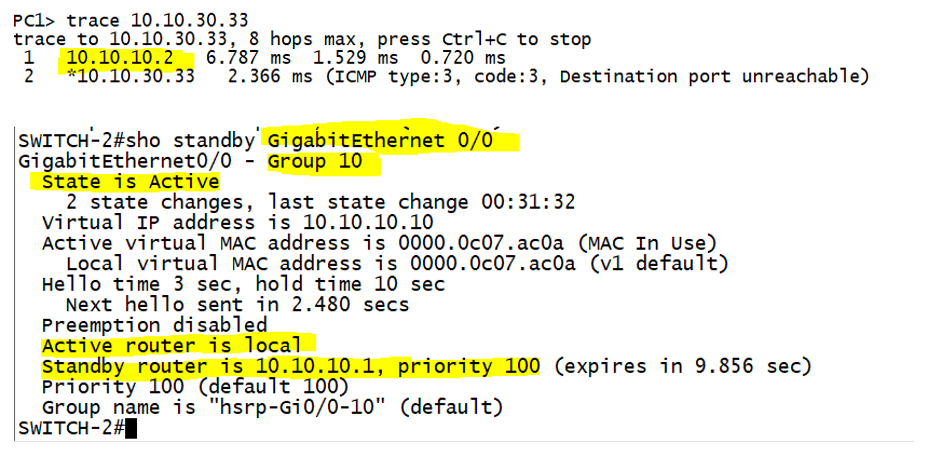 PC1> trace 10.10.30.33
trace to 10.10.30.33, 8 hops max, press Ctrl+C to stop
 1   10.10.10.2   6.787 ms  1.529 ms  0.720 ms
 2   *10.10.30.33   2.366 ms (ICMP type:3, code:3, Destination port unreachable)
SWITCH-2#sho standby GigabitEthernet 0/0
GigabitEthernet0/0 - Group 10
  State is Active
    2 state changes, last state change 00:31:32
  Virtual IP address is 10.10.10.10
  Active virtual MAC address is 0000.0c07.ac0a (MAC In Use)
    Local virtual MAC address is 0000.0c07.ac0a (v1 default)
  Hello time 3 sec, hold time 10 sec
    Next hello sent in 2.480 secs
  Preemption disabled
  Active router is local
  Standby router is 10.10.10.1, priority 100 (expires in 9.856 sec)
  Priority 100 (default 100)
  Group name is "hsrp-Gi0/0-10" (default)
SWITCH-2#